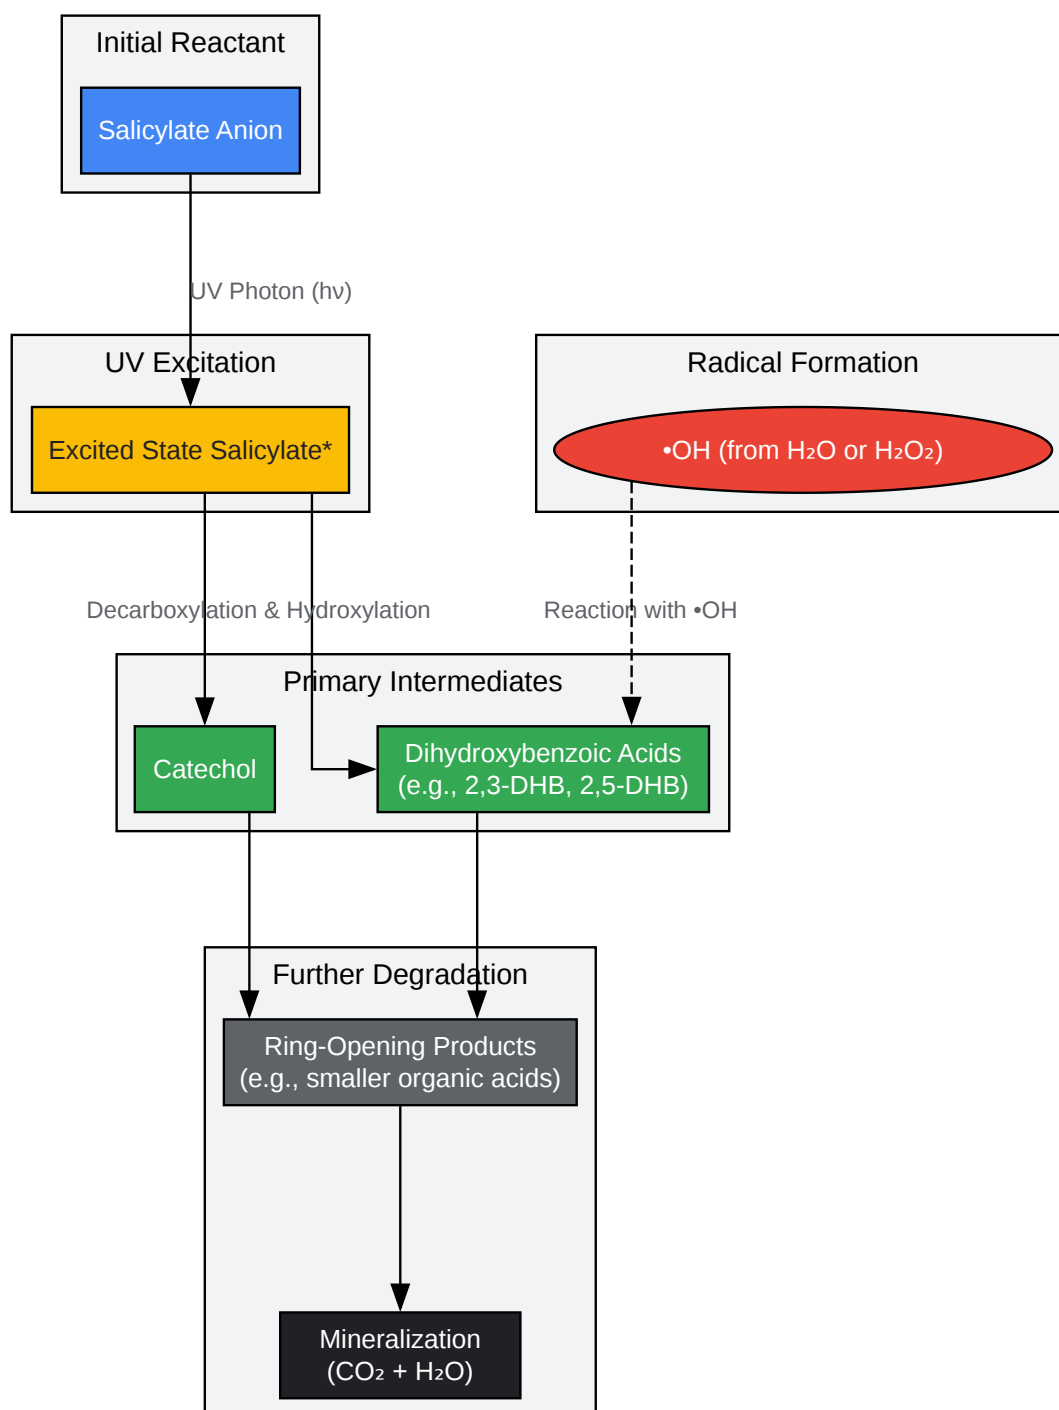 Initial Reactant
Salicylate Anion
UV Photon (hν)
UV Excitation
Radical Formation
Excited State Salicylate*
•OH (from H₂O or H₂O₂)
Decarboxylation & Hydroxylation
Reaction with •OH
Primary Intermediates
Catechol
Dihydroxybenzoic Acids
(e.g., 2,3-DHB, 2,5-DHB)
Further Degradation
Ring-Opening Products
(e.g., smaller organic acids)
Mineralization
(CO₂ + H₂O)